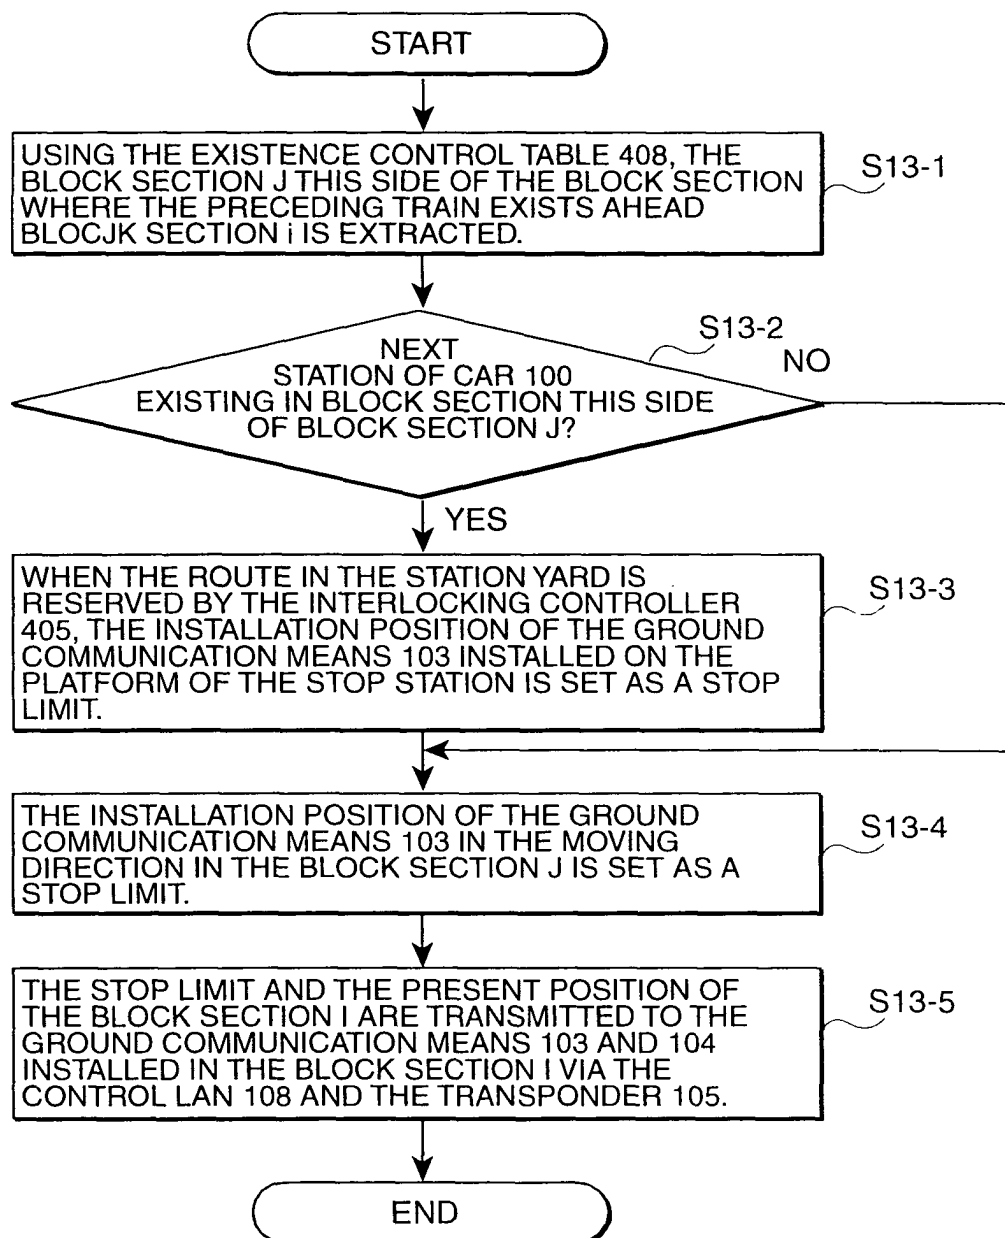 START
USING THE EXISTENCE CONTROL TABLE 408, THE
BLOCK SECTION J THIS SIDE OF THE BLOCK SECTION
WHERE THE PRECEDING TRAIN EXISTS AHEAD
BLOCJK SECTION i IS EXTRACTED.
S13-1
NEXT
STATION OF CAR 100
EXISTING IN BLOCK SECTION THIS SIDE
OF BLOCK SECTION J?
S13-2
NO
YES
WHEN THE ROUTE IN THE STATION YARD IS
RESERVED BY THE INTERLOCKING CONTROLLER
405, THE INSTALLATION POSITION OF THE GROUND
COMMUNICATION MEANS 103 INSTALLED ON THE
PLATFORM OF THE STOP STATION IS SET AS A STOP
LIMIT.
S13-3
THE INSTALLATION POSITION OF THE GROUND
COMMUNICATION MEANS 103 IN THE MOVING
DIRECTION IN THE BLOCK SECTION J IS SET AS A
STOP LIMIT.
S13-4
THE STOP LIMIT AND THE PRESENT POSITION OF
THE BLOCK SECTION I ARE TRANSMITTED TO THE
GROUND COMMUNICATION MEANS 103 AND 104
INSTALLED IN THE BLOCK SECTION I VIA THE
CONTROL LAN 108 AND THE TRANSPONDER 105.
S13-5
END